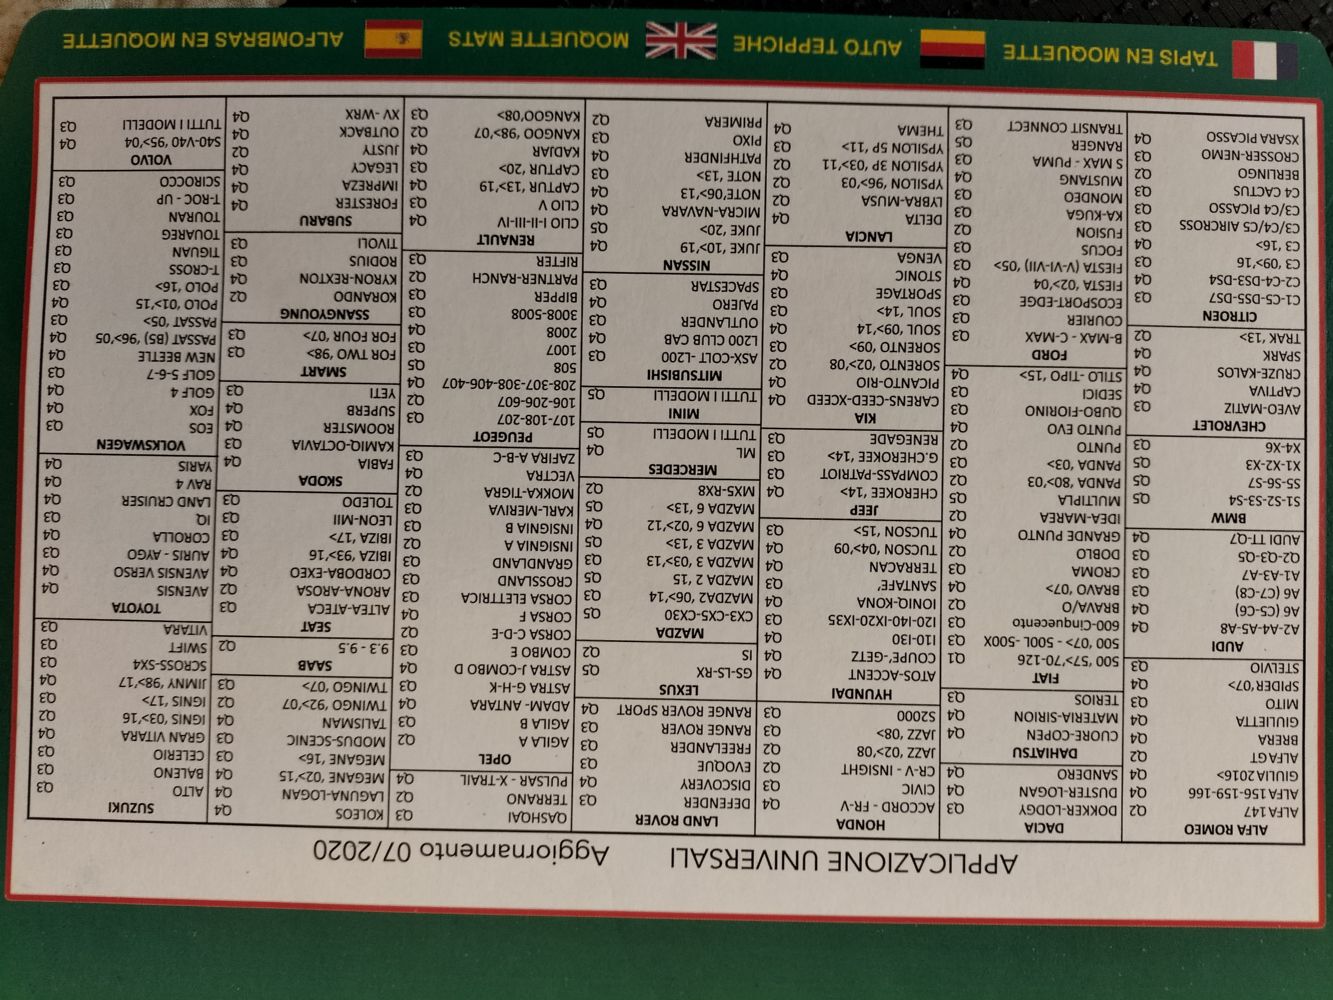 APPLICAZIONE UNIVERSALI Aggiornamento 07/2020
ALFA ROMEO
ALFA147 Q2
ALFA156-159-166 Q4
GIULIA2016> Q4
ALFAGT Q2
BRERA Q4
GIULIETTA Q4
MITO Q3
SPIDER'07> Q4
STELVIO Q3
AUDI
A2-A4-A5-A8 Q4
A6 (C5-C6) Q4
A6 (C7-C8) Q4
A1-A3-A7 Q3
Q2-Q3-Q5 Q3
AUDI TT-Q7 Q4
BMW
S1-S2-S3-S4 Q5
S5-S6-S7 Q5
X1-X2-X3 Q5
X4-X6 Q3
CHEVROLET
AVEO-MATIZ Q3
CAPTIVA Q4
CRUZE-KALOS Q4
SPARK Q4
TRAK '13> Q2
CITROEN
C1-C5-DS5-DS7 Q3
C2-C4-DS3-DS4 Q4
C3 '09>'16 Q3
C3 '16> Q4
C3/C4/C5 AIRCROSS Q3
C3/C4 PICASSO Q3
C4 CACTUS Q3
BERLINGO Q2
CROSSER-NEMO Q3
XSARA PICASSO Q4
DACIA
DOKKER-LODGY Q3
DUSTER-LOGAN Q4
SANDERO Q4
DAHIATSU
CUORE-COPEN Q4
MATERIA-SIRION Q4
TERIOS Q3
FIAT
500 '57>'70-126 Q1
500 '07> - 500L -500X Q3
600-Cinquecento Q3
BRAVA/O Q2
BRAVO '07> Q3
CROMA Q3
DOBLO Q3
GRANDE PUNTO Q4
IDEA-MAREA Q2
MULTIPLA Q5
PANDA '80>'03 Q2
PANDA '03> Q3
PUNTO Q2
PUNTO EVO Q4
QUBO-FIORINO Q3
SEDICI Q3
STILO -TIPO '15> Q4
FORD
B-MAX - C-MAX Q3
COURIER Q3
ECOSPORT-EDGE Q3
FIESTA '02>'04 Q4
FIESTA (V-VI-VII) '05> Q3
FOCUS Q3
FUSION Q2
KA-KUGA Q3
MONDEO Q3
MUSTANG Q4
S MAX - PUMA Q3
RANGER Q5
TRANSIT CONNECT Q3
HONDA
ACCORD - FR-V Q4
CIVIC Q4
CR-V - INSIGHT Q2
JAZZ '02>'08 Q2
JAZZ '08> Q3
S2000 Q3
HYUNDAI
ATOS-ACCENT Q4
COUPE'-GETZ Q4
I10-I30 Q4
I20-I40-IX20-IX35 Q3
IONIQ-KONA Q4
SANTAFE' Q3
TERRACAN Q3
TUCSON '04>'09 Q4
TUCSON '15> Q3
JEEP
CHEROKEE '14> Q4
COMPASS-PATRIOT Q3
G.CHEROKEE '14> Q3
RENEGADE Q3
KIA
CARENS-CEED-XCEED Q4
PICANTO-RIO Q4
SORENTO '02>'08 Q2
SORENTO '09> Q3
SOUL '09>'14 Q4
SOUL '14> Q3
SPORTAGE Q3
STONIC Q4
VENGA Q3
LANCIA
DELTA Q4
LYBRA-MUSA Q2
YPSILON '96>'03 Q2
YPSILON 3P '03>'11 Q2
YPSILON 5P '11> Q3
THEMA Q4
LAND ROVER
DEFENDER Q3
DISCOVERY Q4
EVOQUE Q3
FREELANDER Q3
RANGE ROVER Q3
RANGE ROVER SPORT Q4
LEXUS
GS-LS-RX Q5
IS Q2
MAZDA
CX3-CX5-CX30 Q5
MAZDA2 '06>'14 Q3
MAZDA 2 '15 Q5
MAZDA 3 '03>'13 Q3
MAZDA 3 '13> Q5
MAZDA 6 '02>'12 Q4
MAZDA 6 '13> Q5
MX5-RX8 Q2
MERCEDES
ML Q4
TUTTI I MODELLI Q5
MINI
TUTTI I MODELLI Q5
MITSUBISHI
ASX-COLT -L200 Q3
L200 CLUB CAB Q4
OUTLANDER Q3
PAJERO Q4
SPACESTAR Q3
NISSAN
JUKE '10>'19 Q4
JUKE '20> Q5
MICRA-NAVARA Q4
NOTE'06>'13 Q4
NOTE '13> Q3
PATHFINDER Q4
PIXO Q3
PRIMERA Q2
QASHQAI Q3
TERRANO Q2
PULSAR - X-TRAIL Q4
OPEL
AGILA A Q2
AGILA B Q3
ADAM- ANTARA Q4
ASTRA G-H-K Q3
ASTRA J-COMBO D Q4
COMBO E Q3
CORSA C-D-E Q2
CORSA F Q4
CORSA ELETTRICA Q3
CROSSLAND Q3
GRANDLAND Q3
INSIGNIA A Q2
INSIGNIA B Q4
KARL-MERIVA Q3
MOKKA-TIGRA Q2
VECTRA Q4
ZAFIRA A-B-C Q3
PEUGEOT
107-108-207 Q3
106-206-607 Q2
208-307-308-406-407 Q4
508 Q5
1007 Q3
2008 Q4
3008-5008 Q3
BIPPER Q3
PARTNER-RANCH Q2
RIFTER Q3
RENAULT
CLIO I-II-III-IV Q4
CLIO V Q3
CAPTUR '13>'19 Q4
CAPTUR '20> Q3
KADJAR Q4
KANGOO '98>'07 Q2
KANGOO'08> Q3
KOLEOS Q4
LAGUNA-LOGAN Q4
MEGANE '02>'15 Q4
MEGANE '16> Q3
MODUS-SCENIC Q3
TALISMAN Q4
TWINGO '92>'07 Q2
TWINGO '07> Q3
SAAB
9.3 - 9.5 Q2
SEAT
ALTEA-ATECA Q3
ARONA-AROSA Q2
CORDOBA-EXEO Q4
IBIZA '93>'16 Q4
IBIZA '17> Q3
LEON-MII Q3
TOLEDO Q3
SKODA
FABIA Q4
KAMIQ-OCTAVIA Q3
ROOMSTER Q4
SUPERB Q4
YETI Q3
SMART
FOR TWO '98> Q3
FOR FOUR '07> Q3
SSANGYOUNG
KORANDO Q2
KYRON-REXTON Q4
RODIUS Q3
TIVOLI Q3
SUBARU
FORESTER Q4
IMPREZA Q4
LEGACY Q4
JUSTY Q2
OUTBACK Q4
XV -WRX Q4
SUZUKI
ALTO Q3
BALENO Q3
CELERIO Q3
GRAN VITARA Q4
IGNIS '03>'16 Q2
IGNIS '17> Q4
JIMNY '98>'17 Q4
SCROSS-SX4 Q3
SWIFT Q3
VITARA Q3
TOYOTA
AVENSIS Q4
AVENSIS VERSO Q4
AURIS - AYGO Q3
COROLLA Q4
IQ Q3
LAND CRUISER Q4
RAV 4 Q4
YARIS Q4
VOLKSWAGEN
EOS Q3
FOX Q4
GOLF 4 Q4
GOLF 5-6-7 Q3
NEW BEETLE Q4
PASSAT (BS) '96>'05 Q4
PASSAT '05> Q3
POLO '01>'15 Q4
POLO '16> Q3
T-CROSS Q3
TIGUAN Q3
TOUAREG Q3
TOURAN Q3
T-ROC - UP Q3
SCIROCCO Q3
VOLVO
S40-V40 '95>'04 Q4
TUTTI I MODELLI Q3
TAPIS EN MOQUETTE AUTO TEPPICHE MOQUETTE MATS ALFOMBRAS EN MOQUETTE